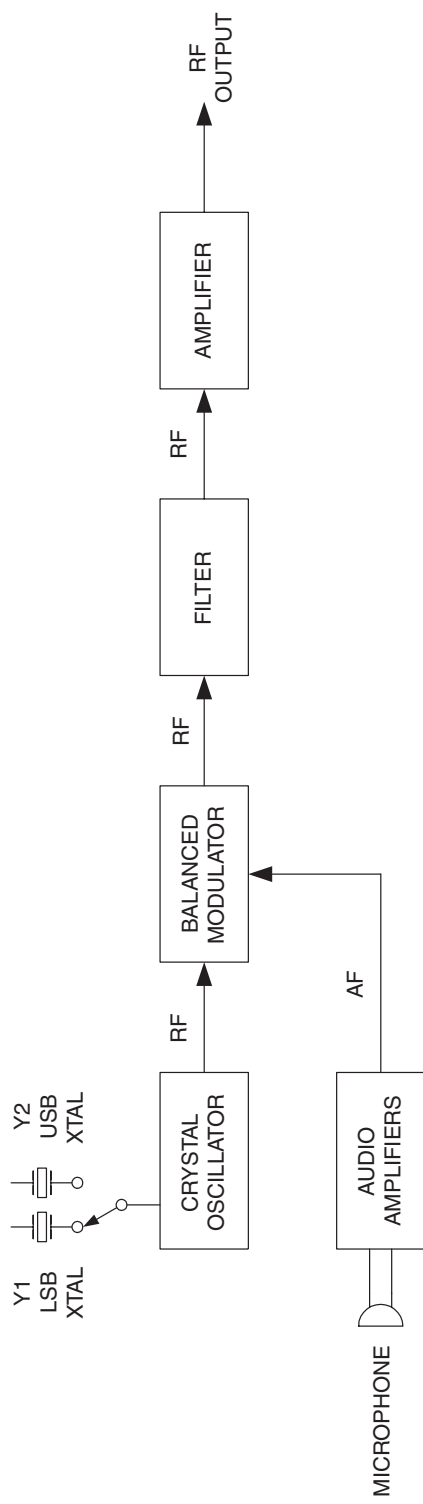 Y1
LSB
XTAL
Y2
USB
XTAL
CRYSTAL
OSCILLATOR
RF
BALANCED
MODULATOR
RF
FILTER
RF
AMPLIFIER
RF
OUTPUT
MICROPHONE
AUDIO
AMPLIFIERS
AF